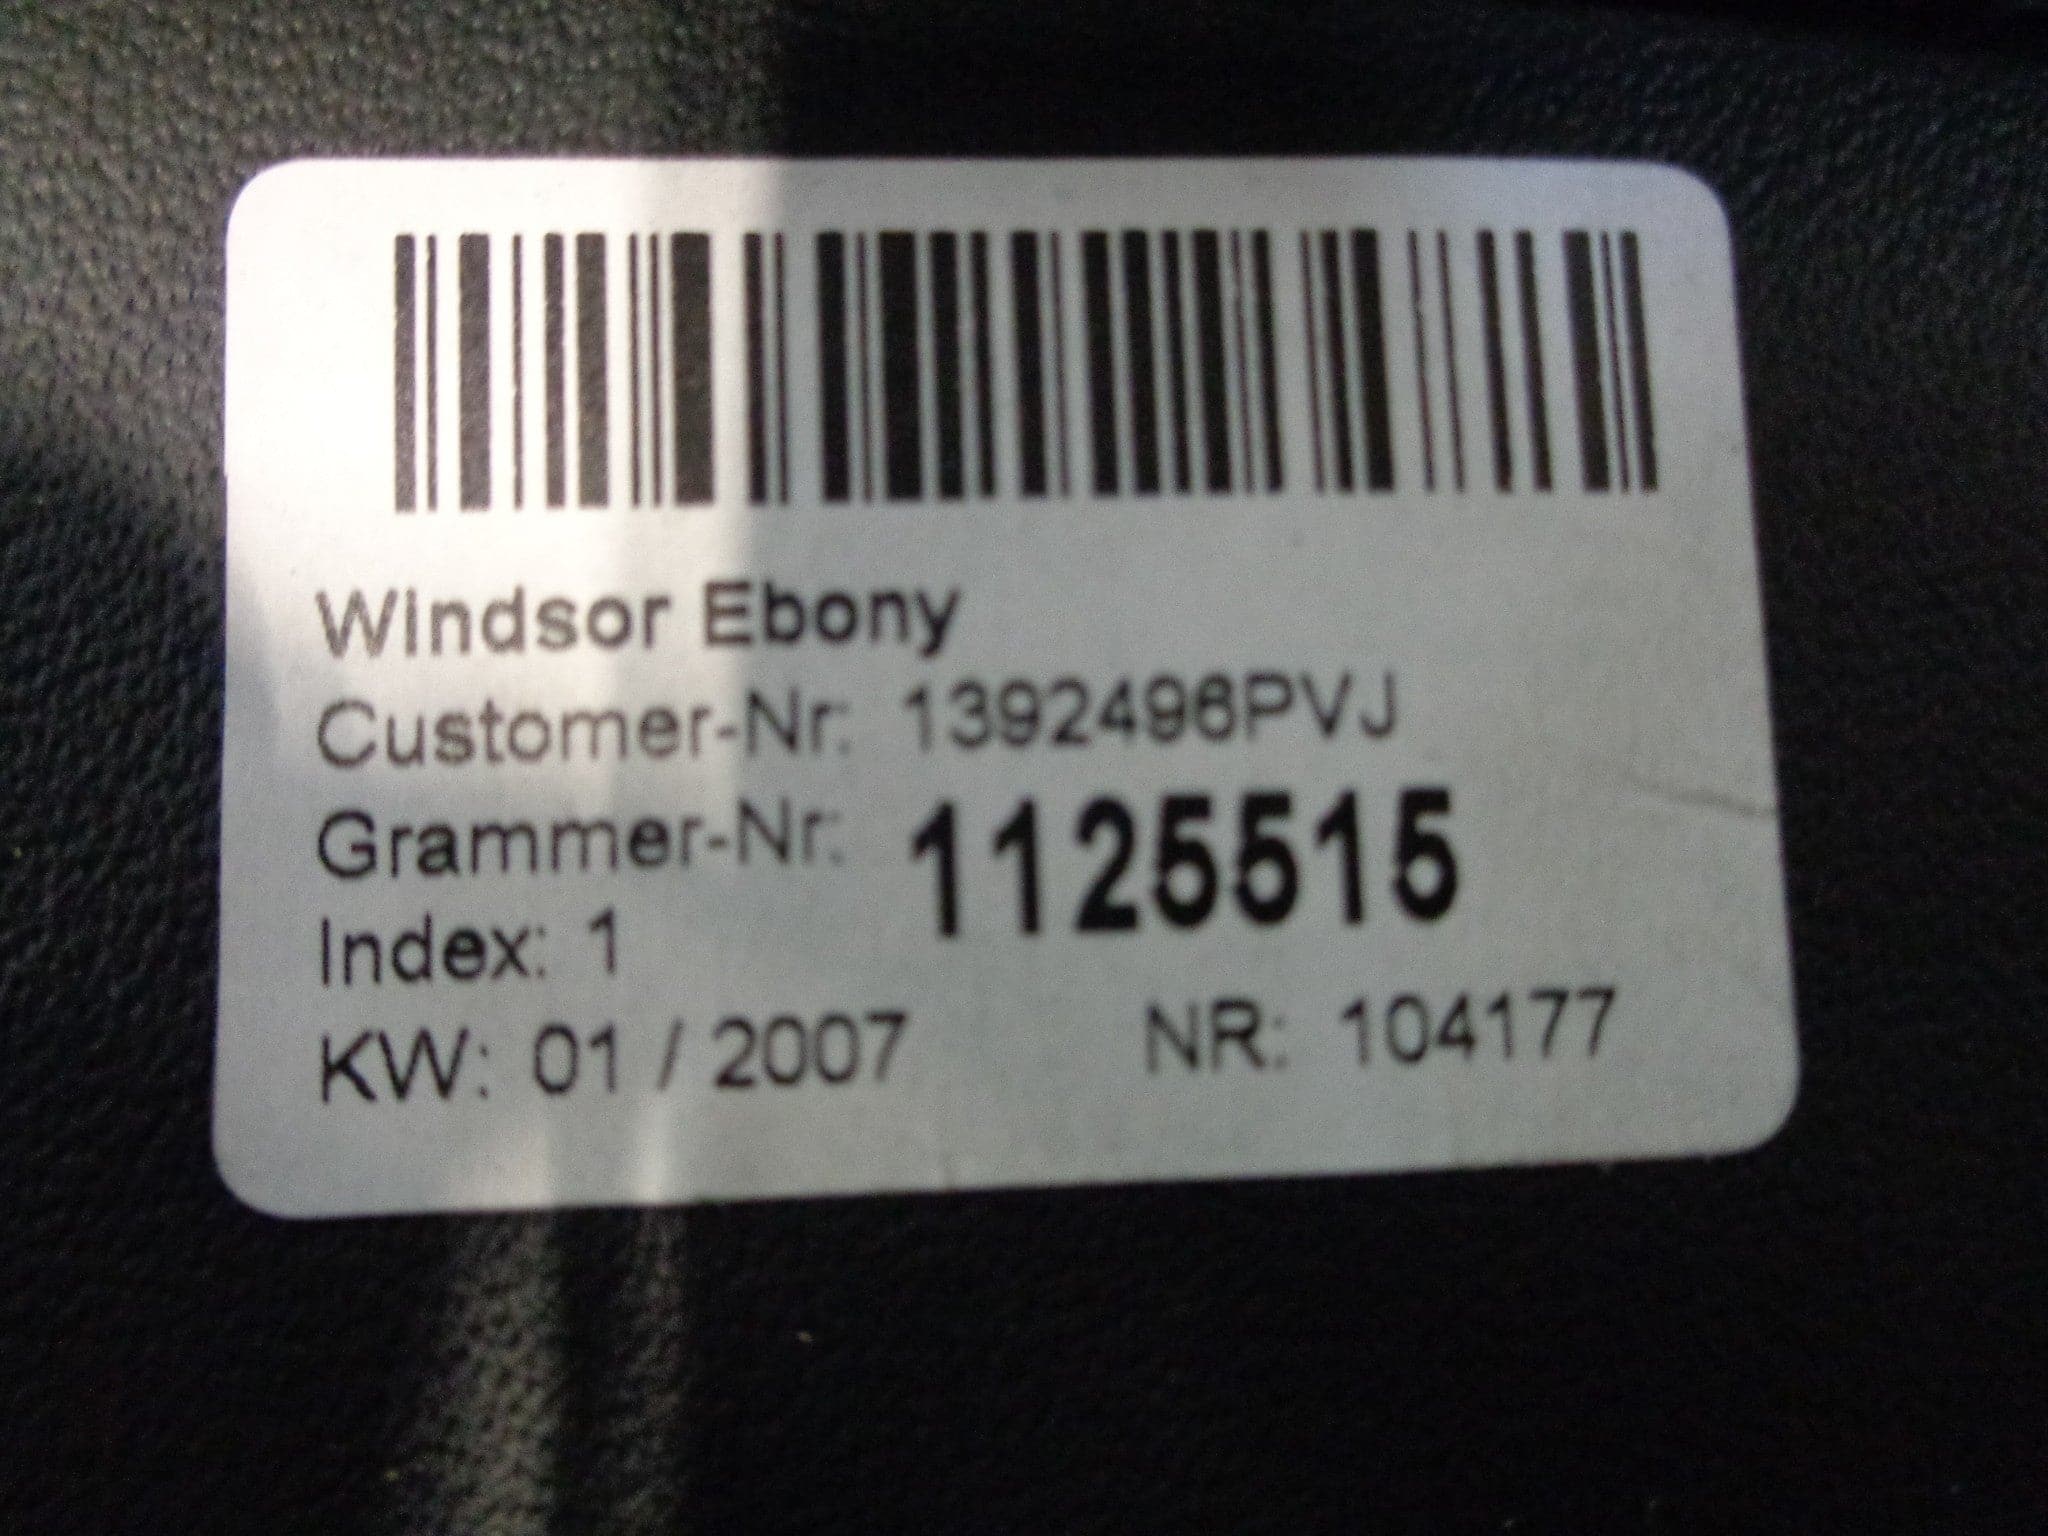 Windsor Ebony
Customer-Nr: 1392496PVJ
Grammer-Nr: 1125515
Index: 1
KW: 01 / 2007 NR: 104177